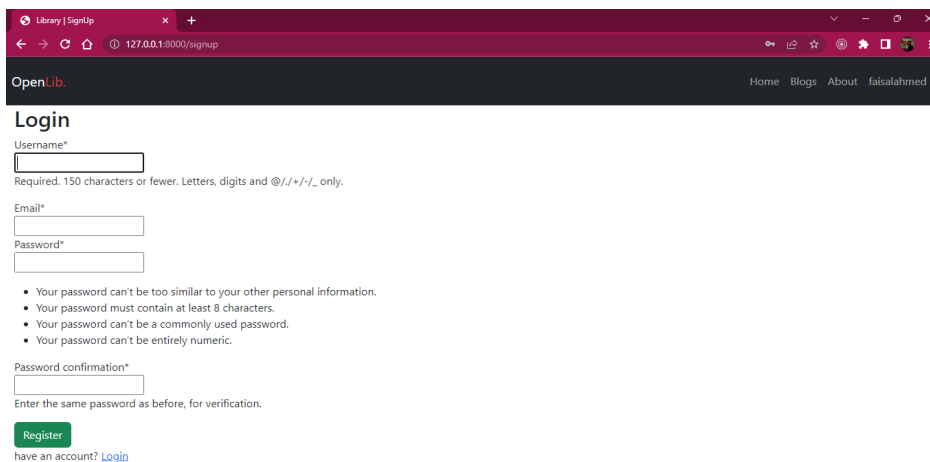 Library | SignUp
127.0.0.1:8000/signup
OpenLib.
Home Blogs About faisalahmed
Login
Username*
Required. 150 characters or fewer. Letters, digits and @/./+/-/_ only.
Email*
Password*
Your password can't be too similar to your other personal information.
Your password must contain at least 8 characters.
Your password can't be a commonly used password.
Your password can't be entirely numeric.
Password confirmation*
Enter the same password as before, for verification.
Register
have an account? Login